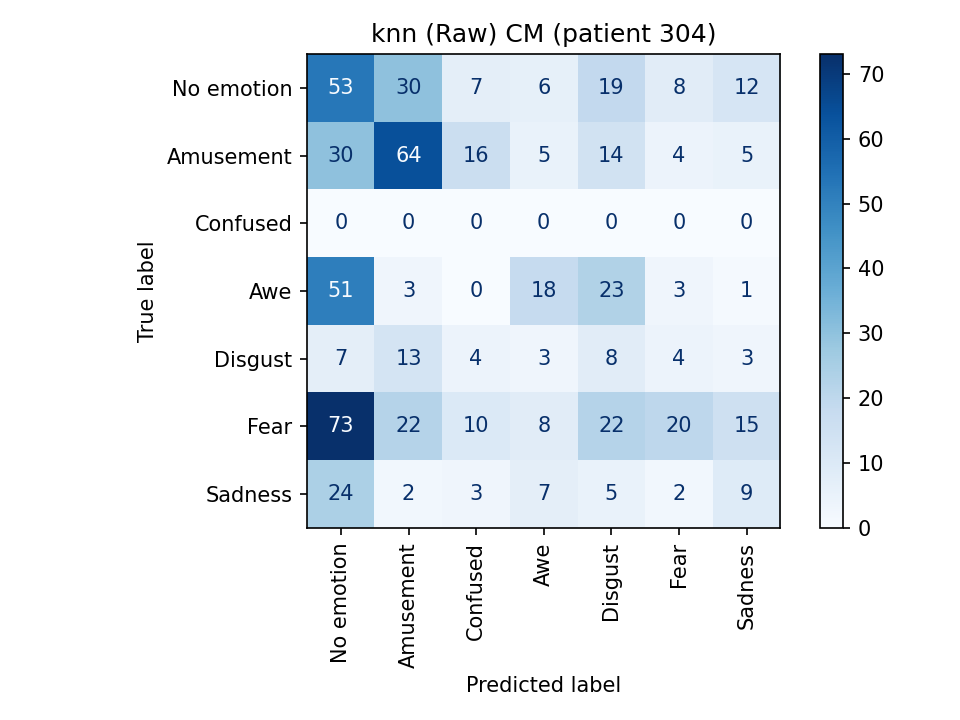 knn (Raw) CM (patient 304)
No emotion 53 30 7 6 19 8 12
Amusement 30 64 16 5 14 4 5
Confused 0 0 0 0 0 0 0
Awe 51 3 0 18 23 3 1
Disgust 7 13 4 3 8 4 3
Fear 73 22 10 8 22 20 15
Sadness 24 2 3 7 5 2 9
True label
No emotion
Amusement
Confused
Awe
Disgust
Fear
Sadness
Predicted label
70
60
50
40
30
20
10
0